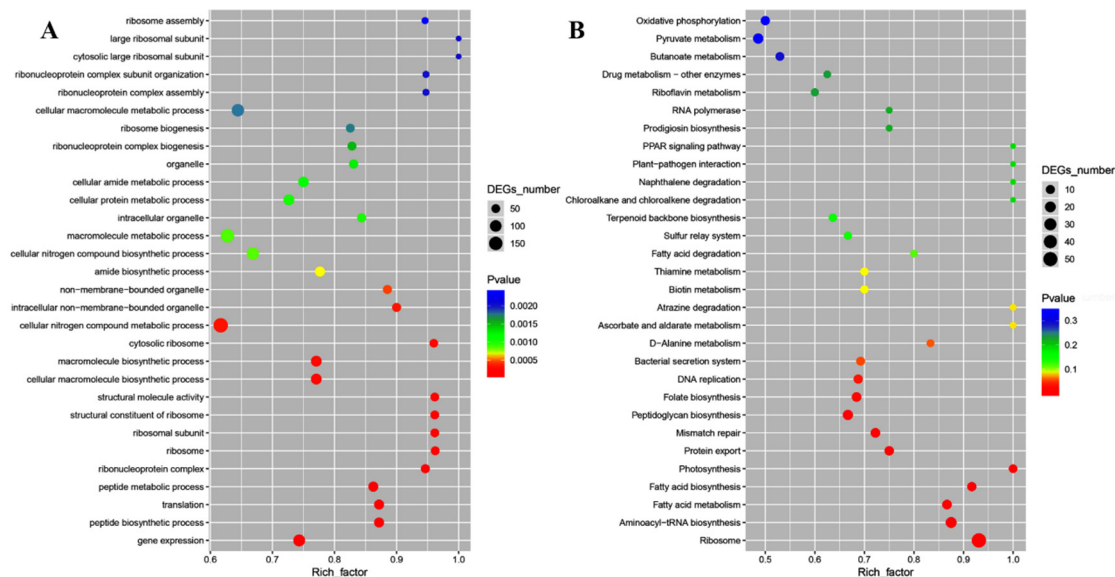 A
ribosome assembly
large ribosomal subunit
cytosolic large ribosomal subunit
ribonucleoprotein complex subunit organization
ribonucleoprotein complex assembly
cellular macromolecule metabolic process
ribosome biogenesis
ribonucleoprotein complex biogenesis
organelle
cellular amide metabolic process
cellular protein metabolic process
intracellular organelle
macromolecule metabolic process
cellular nitrogen compound biosynthetic process
amide biosynthetic process
non-membrane-bounded organelle
intracellular non-membrane-bounded organelle
cellular nitrogen compound metabolic process
cytosolic ribosome
macromolecule biosynthetic process
cellular macromolecule biosynthetic process
structural molecule activity
structural constituent of ribosome
ribosomal subunit
ribosome
ribonucleoprotein complex
peptide metabolic process
translation
peptide biosynthetic process
gene expression
0.6 0.7 0.8 0.9 1.0
Rich_factor
DEGs_number
50
100
150
Pvalue
0.0020
0.0015
0.0010
0.0005
B
Oxidative phosphorylation
Pyruvate metabolism
Butanoate metabolism
Drug metabolism − other enzymes
Riboflavin metabolism
RNA polymerase
Prodigiosin biosynthesis
PPAR signaling pathway
Plant−pathogen interaction
Naphthalene degradation
Chloroalkane and chloroalkene degradation
Terpenoid backbone biosynthesis
Sulfur relay system
Fatty acid degradation
Thiamine metabolism
Biotin metabolism
Atrazine degradation
Ascorbate and aldarate metabolism
D−Alanine metabolism
Bacterial secretion system
DNA replication
Folate biosynthesis
Peptidoglycan biosynthesis
Mismatch repair
Protein export
Photosynthesis
Fatty acid biosynthesis
Fatty acid metabolism
Aminoacyl−tRNA biosynthesis
Ribosome
0.5 0.6 0.7 0.8 0.9 1.0
Rich_factor
DEGs_number
10
20
30
40
50
Pvalue
0.3
0.2
0.1